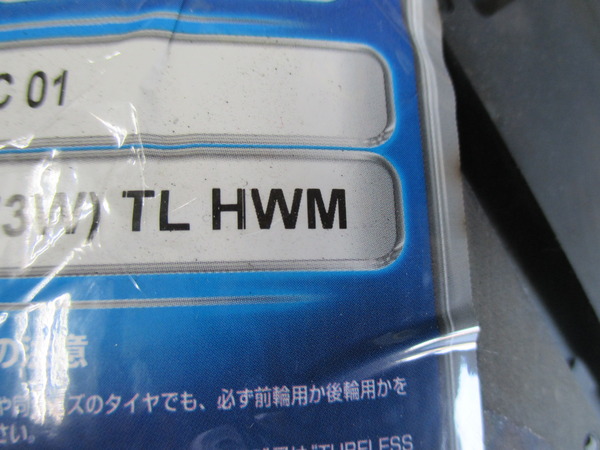 C 01
3W) TL HWM
の注意
や同サイズのタイヤでも、必ず前輪用か後輪用かを
さい。
"TUBELESS